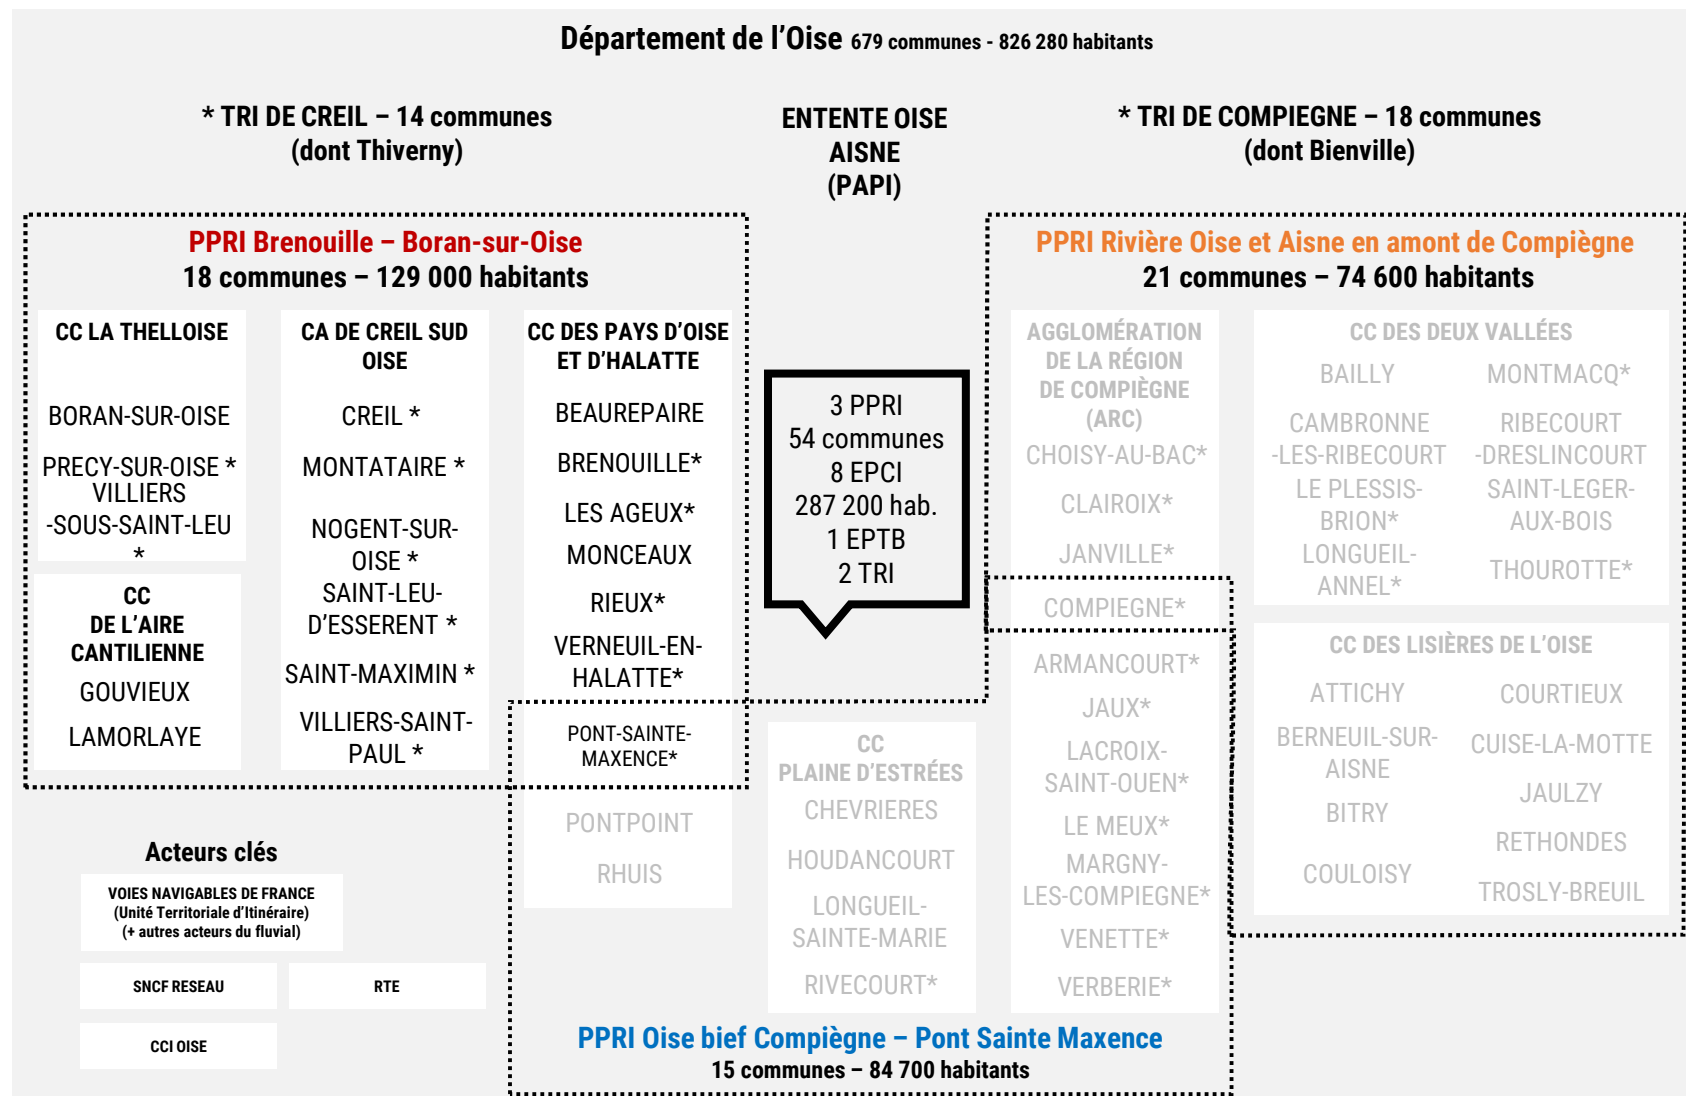 Département de l'Oise 679 communes - 826 280 habitants
* TRI DE CREIL – 14 communes
(dont Thiverny)
ENTENTE OISE
AISNE
(PAPI)
* TRI DE COMPIEGNE – 18 communes
(dont Bienville)
PPRI Brenouille – Boran-sur-Oise
18 communes – 129 000 habitants
CC LA THELLOISE
BORAN-SUR-OISE
PRECY-SUR-OISE *
VILLIERS
-SOUS-SAINT-LEU
*
CC
DE L'AIRE
CANTILIENNE
GOUVIEUX
LAMORLAYE
CA DE CREIL SUD
OISE
CREIL *
MONTATAIRE *
NOGENT-SUR-
OISE *
SAINT-LEU-
D'ESSERENT *
SAINT-MAXIMIN *
VILLIERS-SAINT-
PAUL *
CC DES PAYS D'OISE
ET D'HALATTE
BEAUREPAIRE
BRENOUILLE*
LES AGEUX*
MONCEAUX
RIEUX*
VERNEUIL-EN-
HALATTE*
PONT-SAINTE-
MAXENCE*
PONTPOINT
RHUIS
3 PPRI
54 communes
8 EPCI
287 200 hab.
1 EPTB
2 TRI
PPRI Rivière Oise et Aisne en amont de Compiègne
21 communes – 74 600 habitants
AGGLOMÉRATION
DE LA RÉGION
DE COMPIÈGNE
(ARC)
CHOISY-AU-BAC*
CLAIROIX*
JANVILLE*
COMPIEGNE*
ARMANCOURT*
JAUX*
LACROIX-
SAINT-OUEN*
LE MEUX*
MARGNY-
LES-COMPIEGNE*
VENETTE*
VERBERIE*
CC DES DEUX VALLÉES
BAILLY
CAMBRONNE
-LES-RIBECOURT
LE PLESSIS-
BRION*
LONGUEIL-
ANNEL*
MONTMACQ*
RIBECOURT
-DRESLINCOURT
SAINT-LEGER-
AUX-BOIS
THOUROTTE*
CC DES LISIÈRES DE L'OISE
ATTICHY
BERNEUIL-SUR-
AISNE
BITRY
COULOISY
COURTIEUX
CUISE-LA-MOTTE
JAULZY
RETHONDES
TROSLY-BREUIL
CC
PLAINE D'ESTRÉES
CHEVRIERES
HOUDANCOURT
LONGUEIL-
SAINTE-MARIE
RIVECOURT*
PPRI Oise bief Compiègne – Pont Sainte Maxence
15 communes – 84 700 habitants
Acteurs clés
VOIES NAVIGABLES DE FRANCE
(Unité Territoriale d'Itinéraire)
(+ autres acteurs du fluvial)
SNCF RESEAU
RTE
CCI OISE